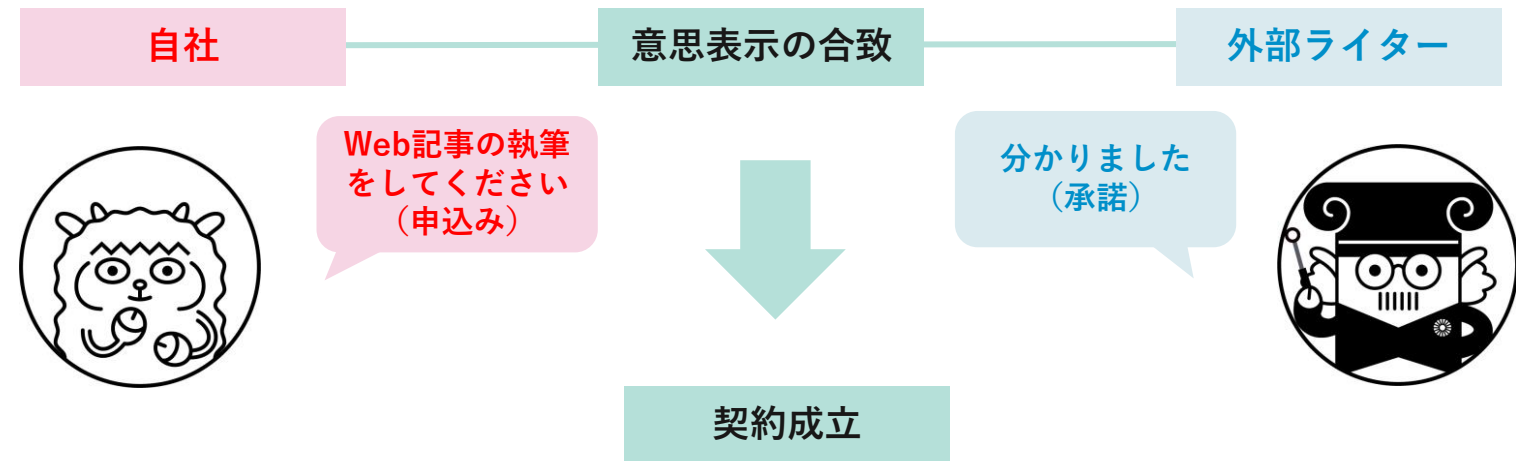 自社
意思表示の合致
外部ライター
Web記事の執筆
をしてください
（申込み）
分かりました
（承諾）
契約成立